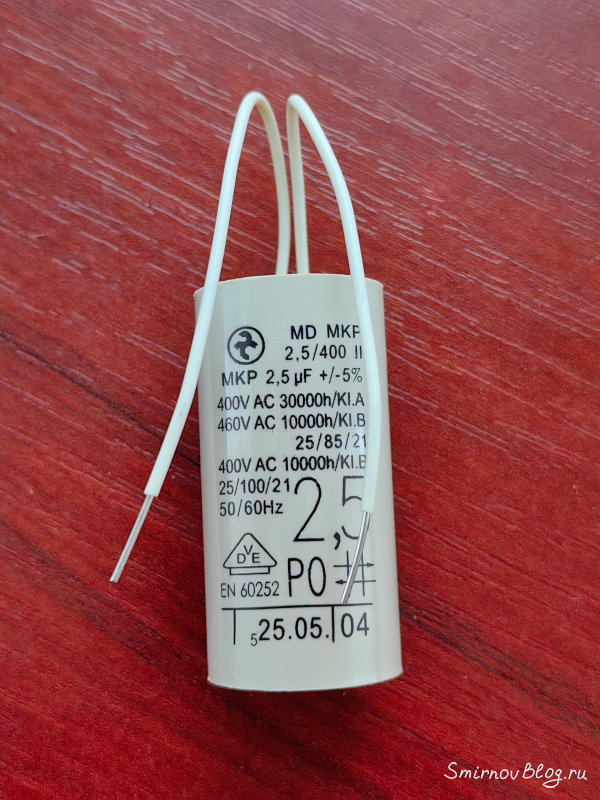 MD MKP
2,5/400 II
MKP 2,5 µF +/-5%
400V AC 30000h/Kl.A
460V AC 10000h/Kl.B
25/85/21
400V AC 10000h/Kl.B
25/100/21
50/60Hz
2,5
VDE
EN 60252
P0
5 25.05. 04
SmirnovBlog.ru